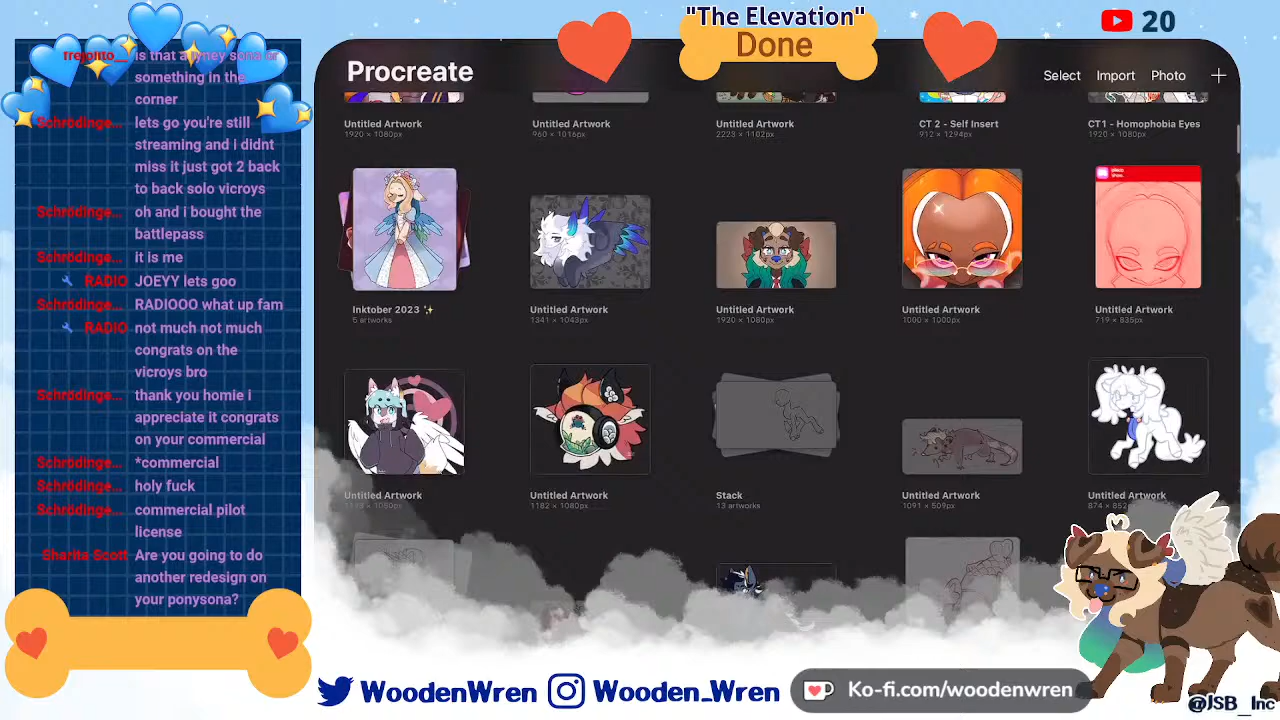 "The Elevation"
Done
20
frejolito__ is that a lyney sona or
something in the
corner
Schrödinge... lets go you're still
streaming and i didnt
miss it just got 2 back
to back solo vicroys
Schrödinge... oh and i bought the
battlepass
Schrödinge... it is me
RADIO JOEYY lets goo
Schrödinge... RADIOOO what up fam
RADIO not much not much
congrats on the
vicroys bro
Schrödinge... thank you homie i
appreciate it congrats
on your commercial
Schrödinge... *commercial
Schrödinge... holy fuck
Schrödinge... commercial pilot
license
Sharita Scott Are you going to do
another redesign on
your ponysona?
Procreate
Select Import Photo +
Untitled Artwork
1920 × 1080px
Untitled Artwork
960 × 1016px
Untitled Artwork
2223 × 1102px
CT 2 - Self Insert
912 × 1294px
CT1 - Homophobia Eyes
1920 × 1080px
Inktober 2023 ✨
5 artworks
Untitled Artwork
1341 × 1043px
Untitled Artwork
1920 × 1080px
Untitled Artwork
1000 × 1000px
Untitled Artwork
719 × 835px
Untitled Artwork
Untitled Artwork
1182 × 1080px
Stack
13 artworks
Untitled Artwork
1091 × 509px
Untitled Artwork
WoodenWren
Wooden_Wren
Ko-fi.com/woodenwren
@JSB_Inc